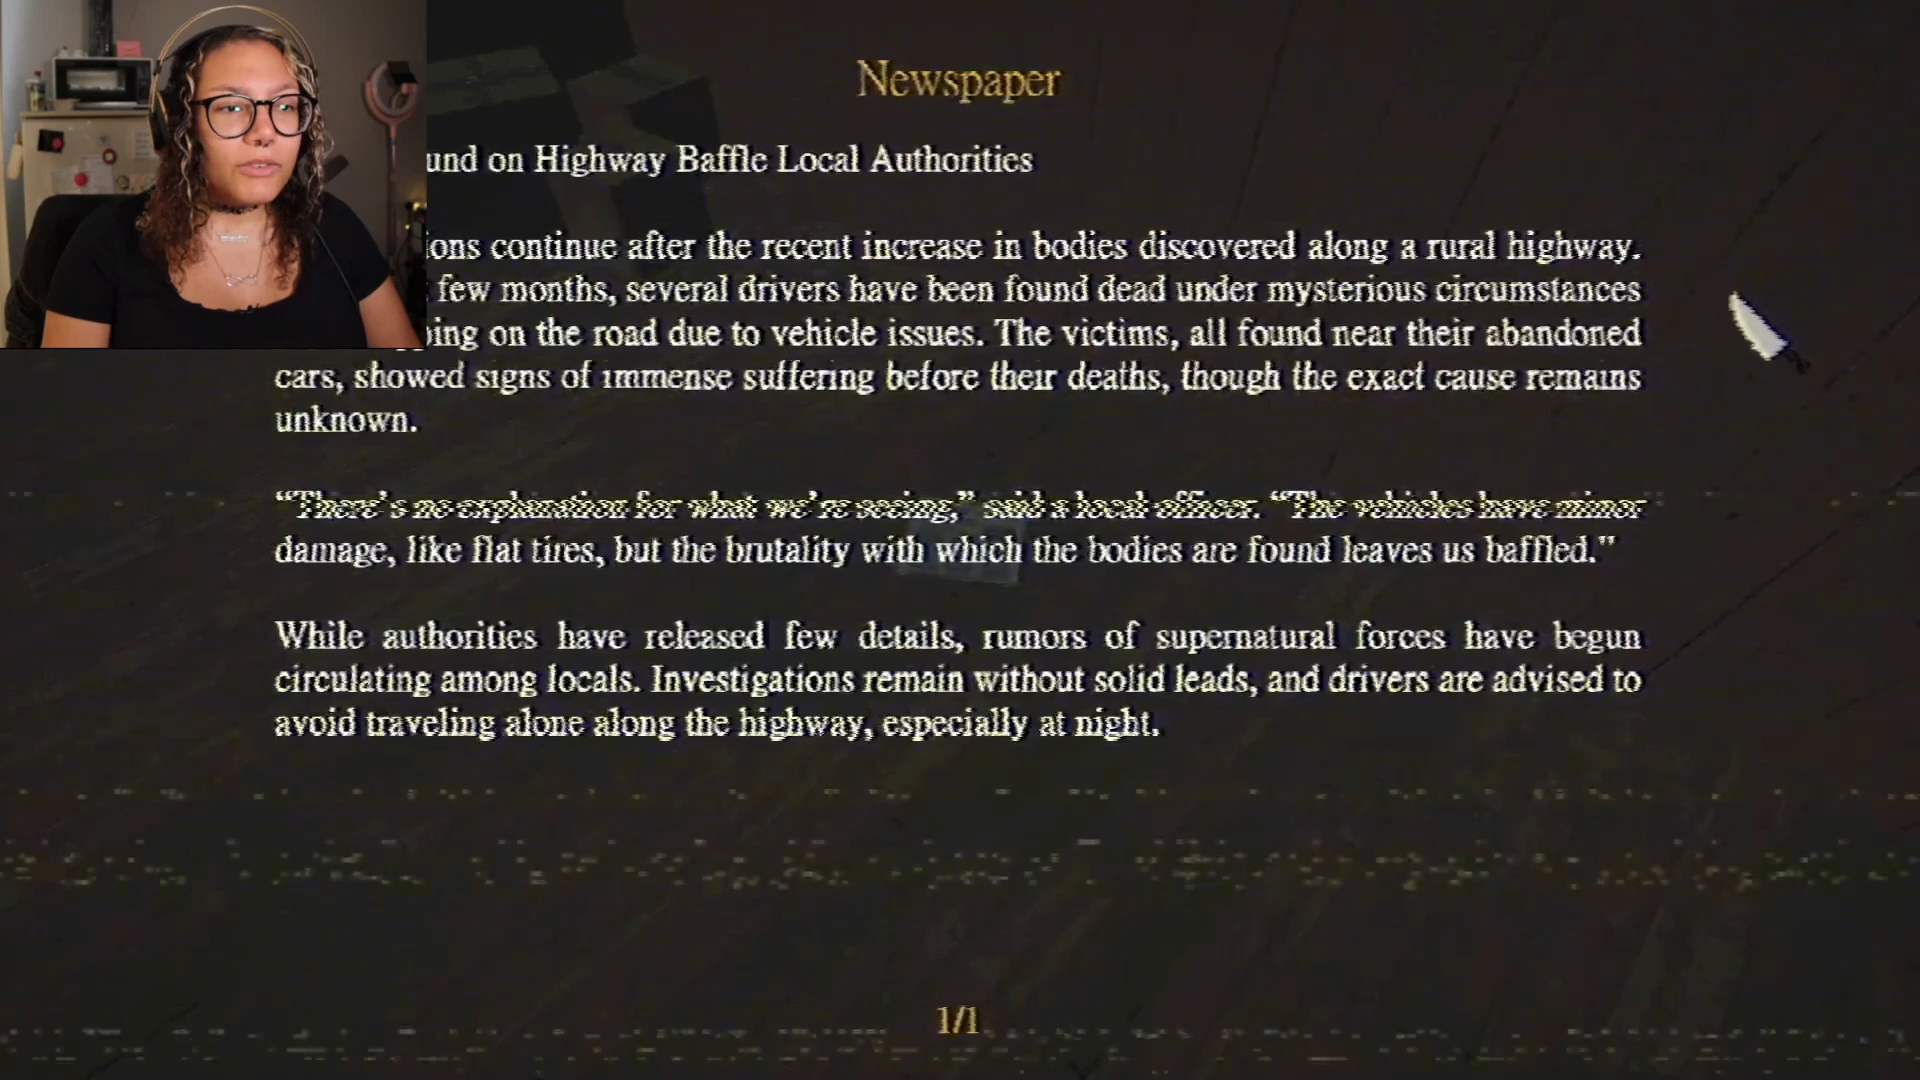 Newspaper
und on Highway Baffle Local Authorities
ions continue after the recent increase in bodies discovered along a rural highway.
few months, several drivers have been found dead under mysterious circumstances
ping on the road due to vehicle issues. The victims, all found near their abandoned
cars, showed signs of immense suffering before their deaths, though the exact cause remains
unknown.
“There's no explanation for what we're seeing,” said a local officer. “The vehicles have minor
damage, like flat tires, but the brutality with which the bodies are found leaves us baffled.”
While authorities have released few details, rumors of supernatural forces have begun
circulating among locals. Investigations remain without solid leads, and drivers are advised to
avoid traveling alone along the highway, especially at night.
1/1